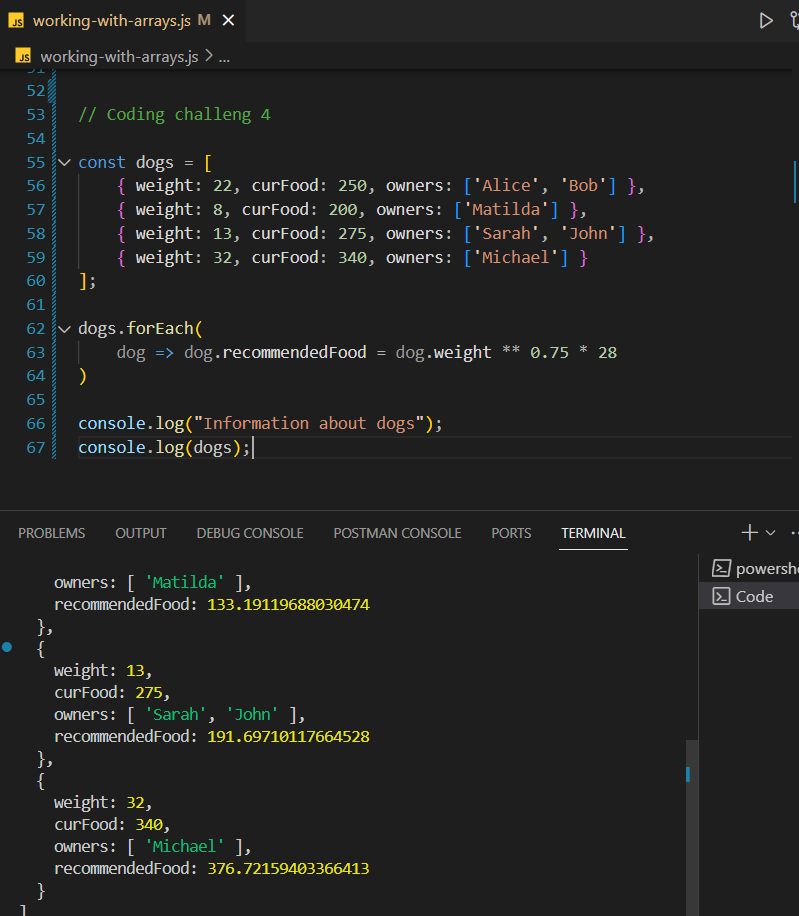 JS working-with-arrays.js M ×
JS working-with-arrays.js > ...
51
52
53 // Coding challeng 4
54
55 const dogs = [
56 { weight: 22, curFood: 250, owners: ['Alice', 'Bob'] },
57 { weight: 8, curFood: 200, owners: ['Matilda'] },
58 { weight: 13, curFood: 275, owners: ['Sarah', 'John'] },
59 { weight: 32, curFood: 340, owners: ['Michael'] }
60 ];
61
62 dogs.forEach(
63 dog => dog.recommendedFood = dog.weight ** 0.75 * 28
64 )
65
66 console.log("Information about dogs");
67 console.log(dogs);
PROBLEMS OUTPUT DEBUG CONSOLE POSTMAN CONSOLE PORTS TERMINAL
powershe
Code
owners: [ 'Matilda' ],
recommendedFood: 133.19119688030474
},
{
weight: 13,
curFood: 275,
owners: [ 'Sarah', 'John' ],
recommendedFood: 191.69710117664528
},
{
weight: 32,
curFood: 340,
owners: [ 'Michael' ],
recommendedFood: 376.72159403366413
}
]